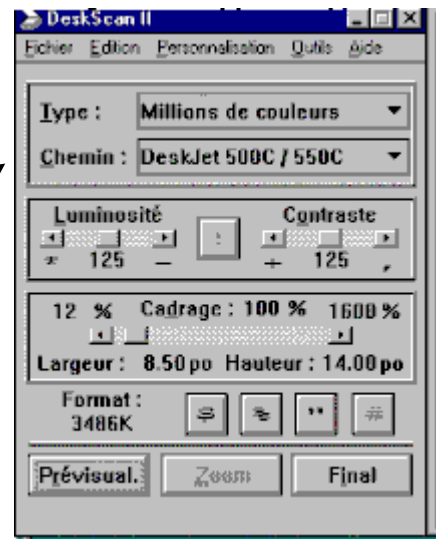 DeskScan II
Fichier Edition Personnalisation Outils Aide
Type : Millions de couleurs
Chemin : DeskJet 500C / 550C
Luminosité Contraste
125 125
12 % Cadrage : 100 % 1600 %
Largeur : 8.50 po Hauteur : 14.00 po
Format :
3486K
Prévisual. Zoom Final